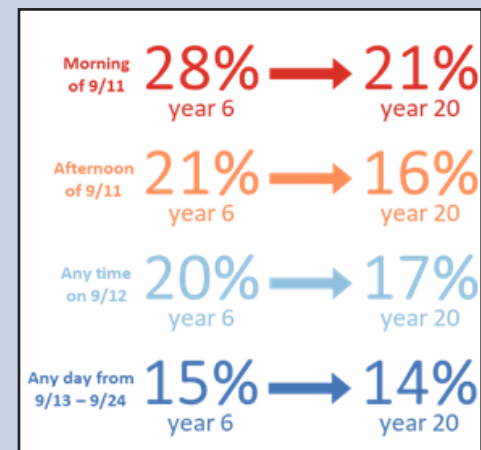 Morning
of 9/11
28%
year 6
21%
year 20
Afternoon
of 9/11
21%
year 6
16%
year 20
Any time
on 9/12
20%
year 6
17%
year 20
Any day from
9/13 – 9/24
15%
year 6
14%
year 20